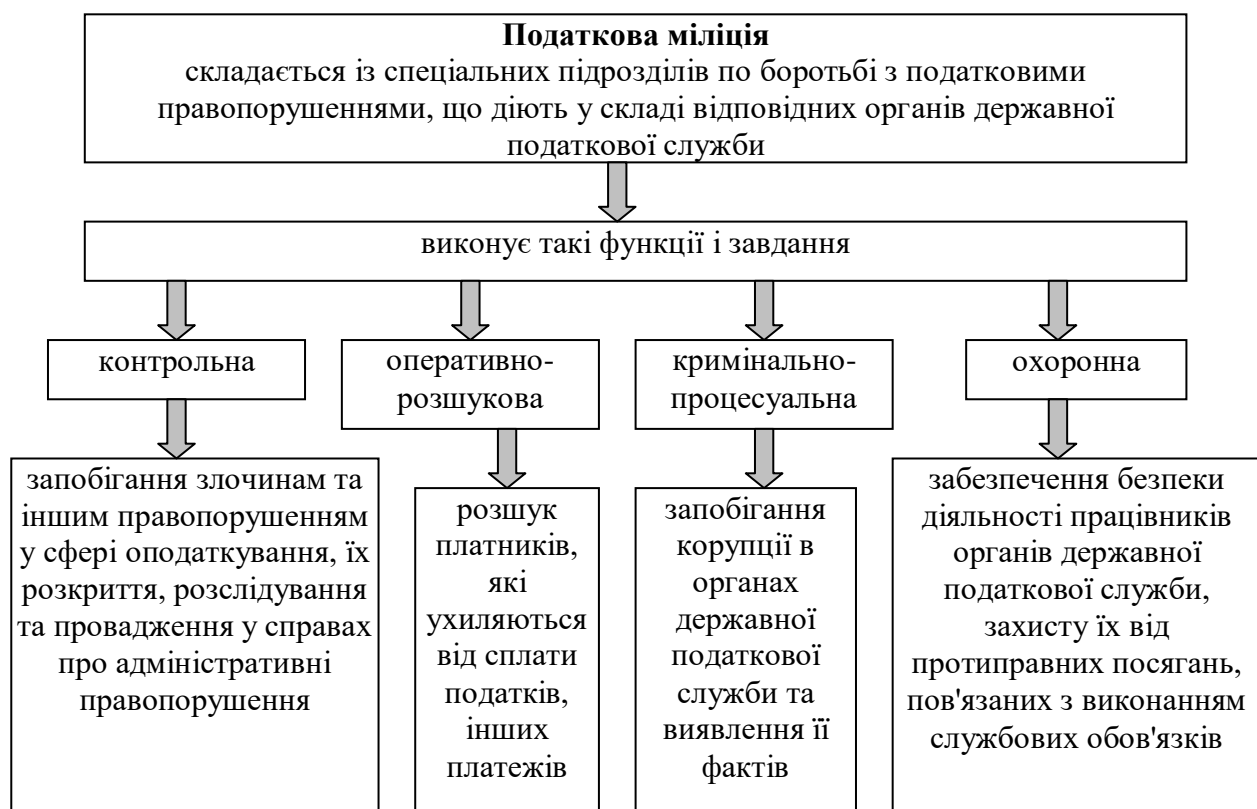 Податкова міліція
складається із спеціальних підрозділів по боротьбі з податковими
правопорушеннями, що діють у складі відповідних органів державної
податкової служби
виконує такі функції і завдання
контрольна
оперативно-
розшукова
кримінально-
процесуальна
охоронна
запобігання злочинам та
іншим правопорушенням
у сфері оподаткування, їх
розкриття, розслідування
та провадження у справах
про адміністративні
правопорушення
розшук
платників,
які
ухиляються
від сплати
податків,
інших
платежів
запобігання
корупції в
органах
державної
податкової
служби та
виявлення її
фактів
забезпечення безпеки
діяльності працівників
органів державної
податкової служби,
захисту їх від
протиправних посягань,
пов'язаних з виконанням
службових обов'язків